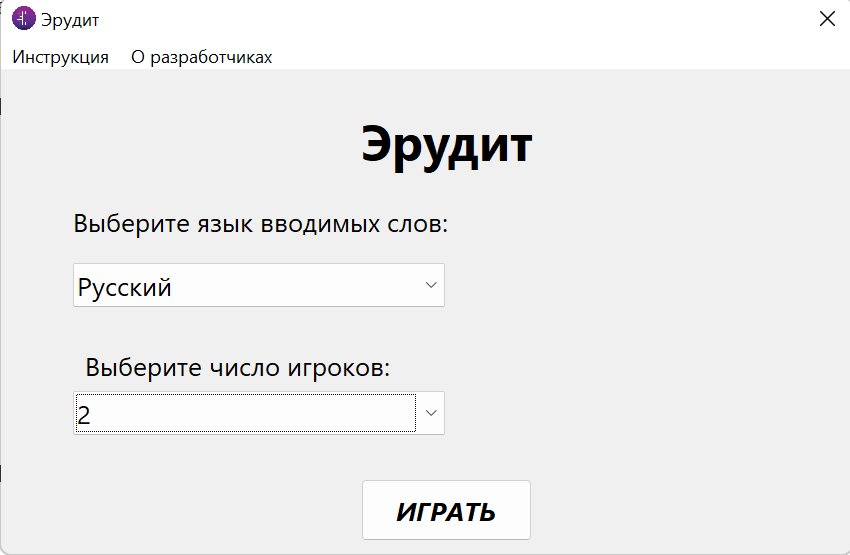 Эрудит
Инструкция О разработчиках
Эрудит
Выберите язык вводимых слов:
Русский
Выберите число игроков:
2
ИГРАТЬ